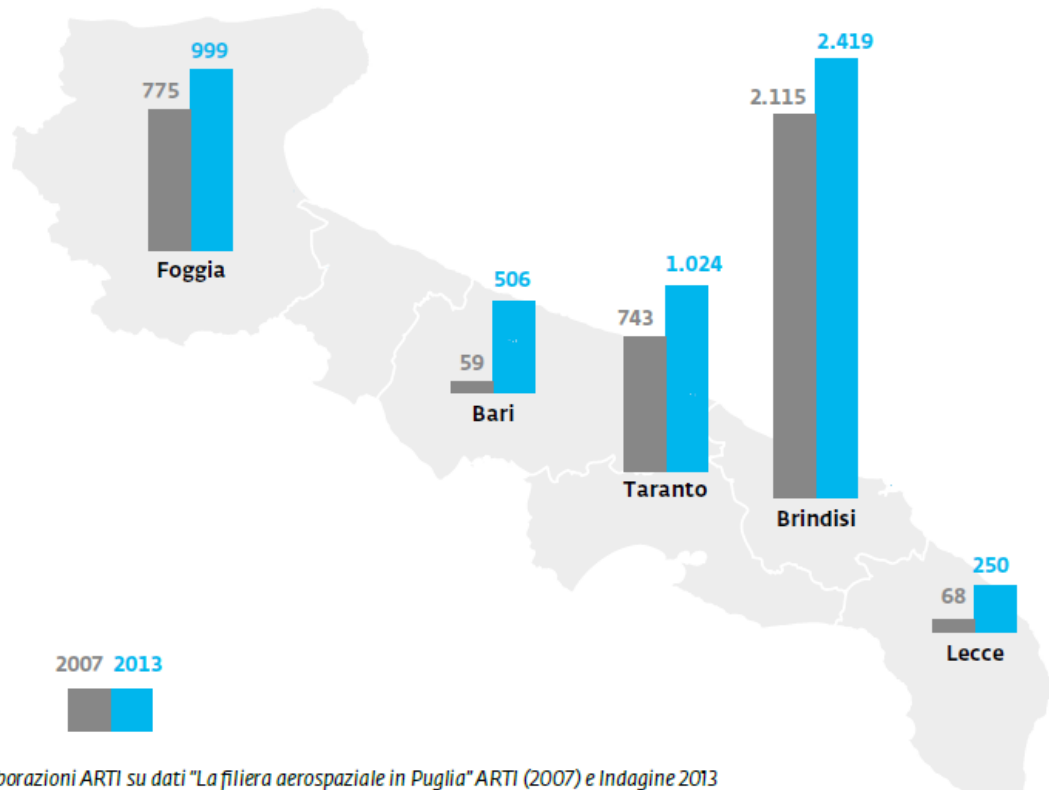 999
775
Foggia
2.419
2.115
Brindisi
506
59
Bari
1.024
743
Taranto
250
68
Lecce
2007 2013
borazioni ARTI su dati "La filiera aerospaziale in Puglia" ARTI (2007) e Indagine 2013